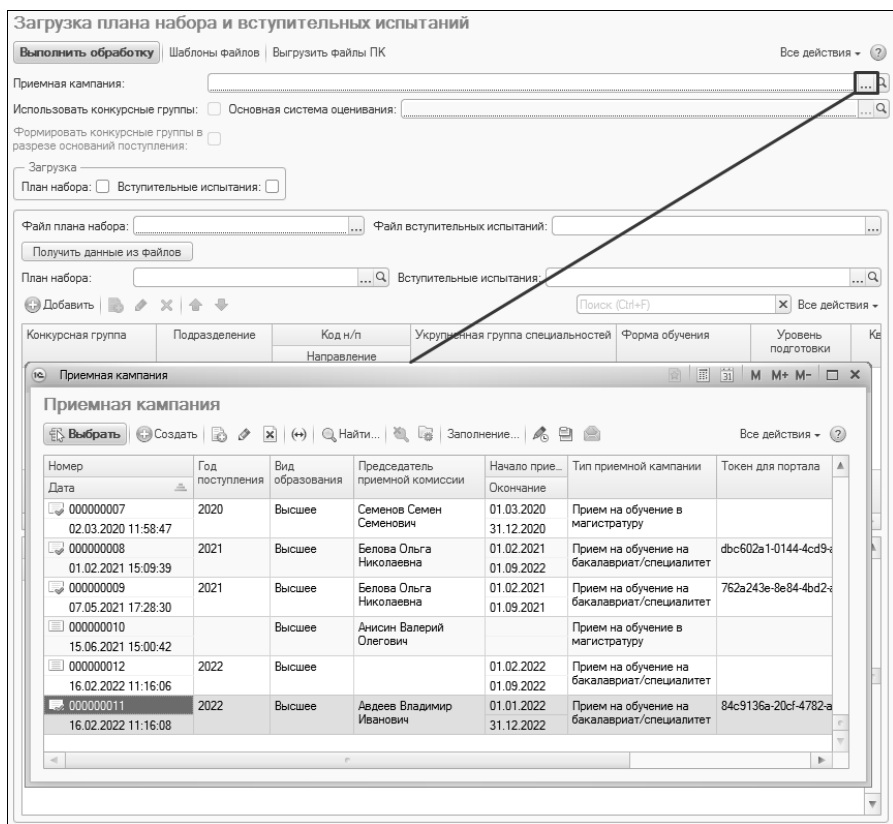 Загрузка плана набора и вступительных испытаний
Выполнить обработку Шаблоны файлов Выгрузить файлы ПК Все действия ?
Приемная кампания: ...
Использовать конкурсные группы: Основная система оценивания: ...
Формировать конкурсные группы в
разрезе оснований поступления:
Загрузка
План набора: Вступительные испытания:
Файл плана набора: ... Файл вступительных испытаний: ...
Получить данные из файлов
План набора: ... Вступительные испытания: ...
Добавить Поиск (Ctrl+F) Все действия
Конкурсная группа Подразделение Код н/п Укрупненная группа специальностей Форма обучения Уровень Ке
Направление подготовки
1С Приемная кампания 31 M M+ M-
Приемная кампания
Выбрать Создать Найти... Заполнение... Все действия ?
Номер Год Вид Председатель Начало прие... Тип приемной кампании Токен для портала
Дата поступления образования приемной комиссии Окончание
000000007 2020 Высшее Семенов Семен 01.03.2020 Прием на обучение в
02.03.2020 11:58:47 Семенович 31.12.2020 магистратуру
000000008 2021 Высшее Белова Ольга 01.02.2021 Прием на обучение на dbc602a1-0144-4cd9-
01.02.2021 15:09:39 Николаевна 01.09.2022 бакалавриат/специалитет
000000009 2021 Высшее Белова Ольга 01.02.2021 Прием на обучение на 762a243e-8e84-4bd2-
07.05.2021 17:28:30 Николаевна 01.09.2021 бакалавриат/специалитет
000000010 Высшее Анисин Валерий Прием на обучение в
15.06.2021 15:00:42 Олегович магистратуру
000000012 2022 Высшее 01.02.2022 Прием на обучение на
16.02.2022 11:16:06 01.09.2022 бакалавриат/специалитет
000000011 2022 Высшее Авдеев Владимир 01.01.2022 Прием на обучение на 84c9136a-20cf-4782-a
16.02.2022 11:16:08 Иванович 31.12.2022 бакалавриат/специалитет